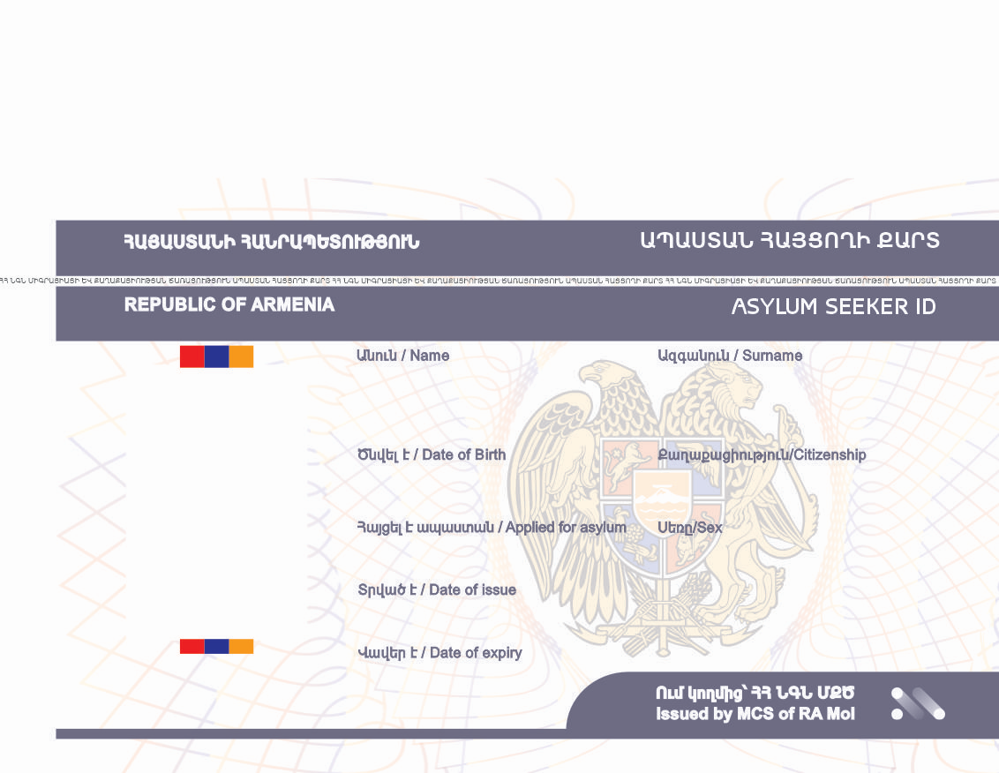 ՀԱՅԱՍՏԱՆԻ ՀԱՆՐԱՊԵՏՈՒԹՅՈՒՆ
ԱՊԱՍՏԱՆ ՀԱՅՑՈՂԻ ՔԱՐՏ
ՀՀ ՆԳՆ ՄԻԳՐԱՑԻԱՅԻ ԵՎ ՔԱՂԱՔԱՑԻՈՒԹՅԱՆ ԾԱՌԱՅՈՒԹՅՈՒՆ ԱՊԱՍՏԱՆ ՀԱՅՑՈՂԻ ՔԱՐՏ ՀՀ ՆԳՆ ՄԻԳՐԱՑԻԱՅԻ ԵՎ ՔԱՂԱՔԱՑԻՈՒԹՅԱՆ ԾԱՌԱՅՈՒԹՅՈՒՆ ԱՊԱՍՏԱՆ ՀԱՅՑՈՂԻ ՔԱՐՏ ՀՀ ՆԳՆ ՄԻԳՐԱՑԻԱՅԻ ԵՎ ՔԱՂԱՔԱՑԻՈՒԹՅԱՆ ԾԱՌԱՅՈՒԹՅՈՒՆ ԱՊԱՍՏԱՆ ՀԱՅՑՈՂԻ ՔԱՐՏ
REPUBLIC OF ARMENIA
ASYLUM SEEKER ID
Անուն / Name
Ազգանուն / Surname
Ծնվել է / Date of Birth
Քաղաքացիություն/Citizenship
Հայցել է ապաստան / Applied for asylum
Սեռը/Sex
Տրված է / Date of issue
Վավեր է / Date of expiry
Ում կողմից՝ ՀՀ ՆԳՆ ՄՔԾ
Issued by MCS of RA MoI